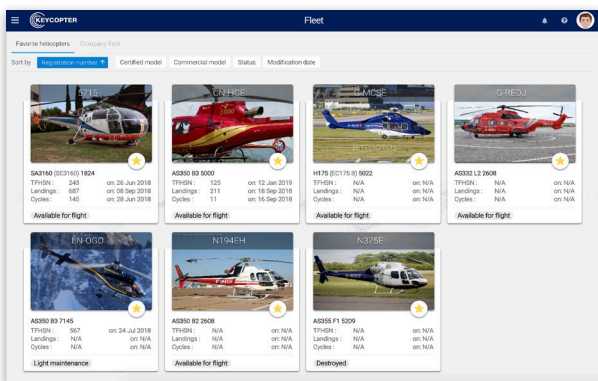 KEYCOPTER
Fleet
Favorite helicopters Company fleet
Sort by Registration number Certified model Commercial model Status Modification date
5715
SA3160 (SE3160) 1824
TFHSN : 243 on: 26 Jun 2018
Landings : 687 on: 08 Sep 2018
Cycles : 145 on: 28 Jun 2018
Available for flight
CN-HCE
AS350 B3 5000
TFHSN : 125 on: 12 Jan 2019
Landings : 211 on: 18 Sep 2018
Cycles : 11 on: 16 Sep 2018
Available for flight
G-MCSE
H175 (EC175 B) 5022
TFHSN : N/A on: N/A
Landings : N/A on: N/A
Cycles : N/A on: N/A
Available for flight
G-REDJ
AS332 L2 2608
TFHSN : N/A on: N/A
Landings : N/A on: N/A
Cycles : N/A on: N/A
Available for flight
LN-OGO
AS350 B3 7145
TFHSN : 567 on: 24 Jul 2018
Landings : N/A on: N/A
Cycles : N/A on: N/A
Light maintenance
N194EH
AS350 B2 2608
TFHSN : N/A on: N/A
Landings : N/A on: N/A
Cycles : N/A on: N/A
Available for flight
N375E
AS355 F1 5209
TFHSN : N/A on: N/A
Landings : N/A on: N/A
Cycles : N/A on: N/A
Destroyed